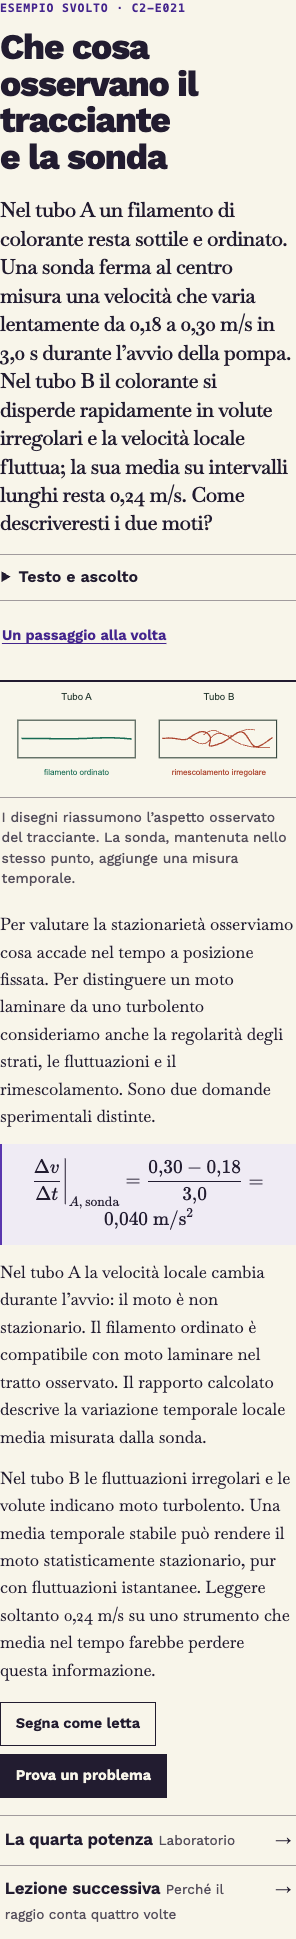 ESEMPIO SVOLTO · C2-E021
Che cosa
osservano il
tracciante
e la sonda
Nel tubo A un filamento di
colorante resta sottile e ordinato.
Una sonda ferma al centro
misura una velocità che varia
lentamente da 0,18 a 0,30 m/s in
3,0 s durante l’avvio della pompa.
Nel tubo B il colorante si
disperde rapidamente in volute
irregolari e la velocità locale
fluttua; la sua media su intervalli
lunghi resta 0,24 m/s. Come
descriveresti i due moti?
▶ Testo e ascolto
Un passaggio alla volta
Tubo A Tubo B
filamento ordinato rimescolamento irregolare
I disegni riassumono l’aspetto osservato
del tracciante. La sonda, mantenuta nello
stesso punto, aggiunge una misura
temporale.
Per valutare la stazionarietà osserviamo
cosa accade nel tempo a posizione
fissata. Per distinguere un moto
laminare da uno turbolento
consideriamo anche la regolarità degli
strati, le fluttuazioni e il
rimescolamento. Sono due domande
sperimentali distinte.
Δv/Δt |A, sonda = (0,30 − 0,18)/3,0 =
0,040 m/s²
Nel tubo A la velocità locale cambia
durante l’avvio: il moto è non
stazionario. Il filamento ordinato è
compatibile con moto laminare nel
tratto osservato. Il rapporto calcolato
descrive la variazione temporale locale
media misurata dalla sonda.
Nel tubo B le fluttuazioni irregolari e le
volute indicano moto turbolento. Una
media temporale stabile può rendere il
moto statisticamente stazionario, pur
con fluttuazioni istantanee. Leggere
soltanto 0,24 m/s su uno strumento che
media nel tempo farebbe perdere
questa informazione.
Segna come letta
Prova un problema
La quarta potenza Laboratorio →
Lezione successiva Perché il →
raggio conta quattro volte